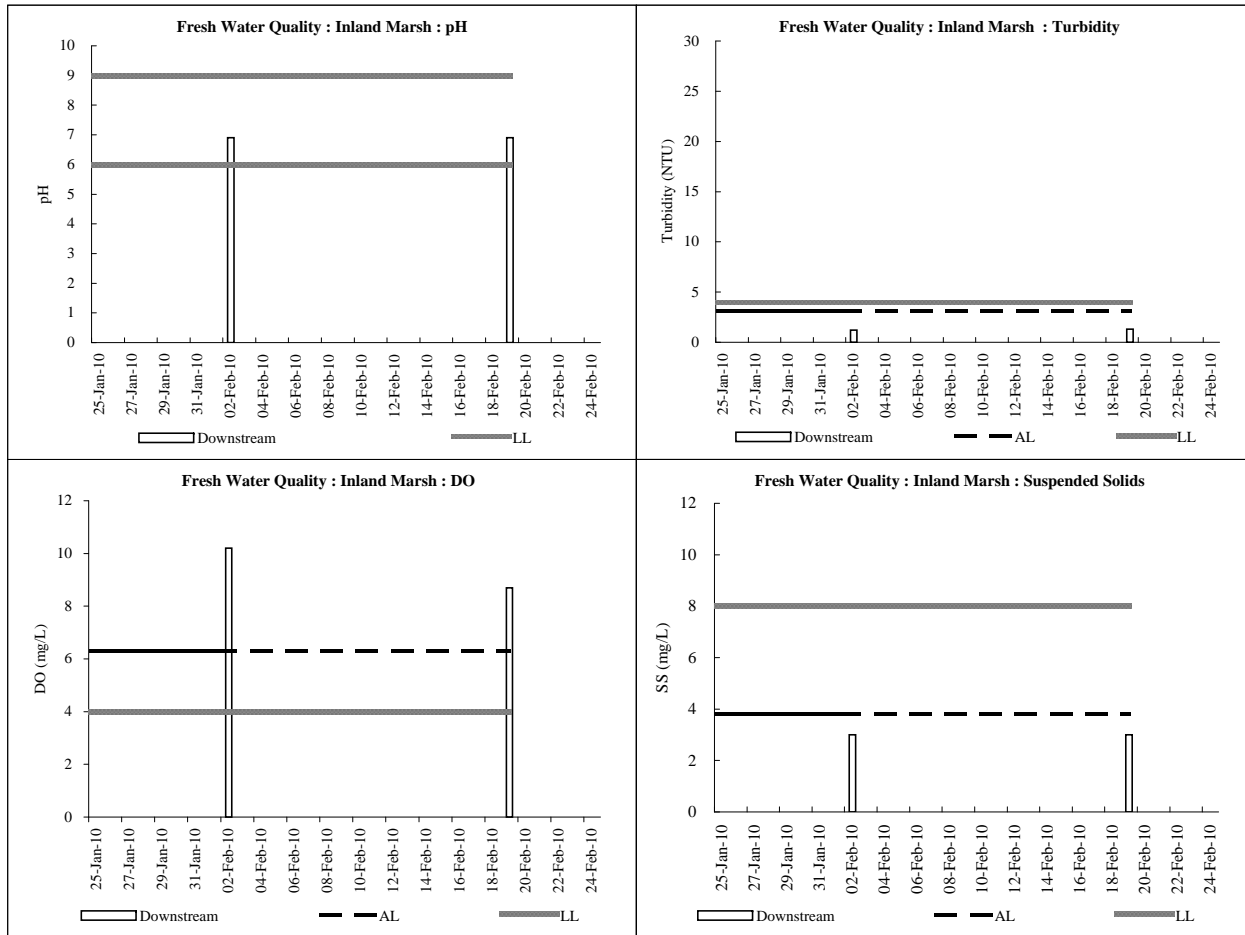 Fresh Water Quality : Inland Marsh : pH
10
9
8
7
6
5
4
3
2
1
0
pH
25-Jan-10
27-Jan-10
29-Jan-10
31-Jan-10
02-Feb-10
04-Feb-10
06-Feb-10
08-Feb-10
10-Feb-10
12-Feb-10
14-Feb-10
16-Feb-10
18-Feb-10
20-Feb-10
22-Feb-10
24-Feb-10
Downstream LL
Fresh Water Quality : Inland Marsh : Turbidity
30
25
20
15
10
5
0
Turbidity (NTU)
25-Jan-10
27-Jan-10
29-Jan-10
31-Jan-10
02-Feb-10
04-Feb-10
06-Feb-10
08-Feb-10
10-Feb-10
12-Feb-10
14-Feb-10
16-Feb-10
18-Feb-10
20-Feb-10
22-Feb-10
24-Feb-10
Downstream AL LL
Fresh Water Quality : Inland Marsh : DO
12
10
8
6
4
2
0
DO (mg/L)
25-Jan-10
27-Jan-10
29-Jan-10
31-Jan-10
02-Feb-10
04-Feb-10
06-Feb-10
08-Feb-10
10-Feb-10
12-Feb-10
14-Feb-10
16-Feb-10
18-Feb-10
20-Feb-10
22-Feb-10
24-Feb-10
Downstream AL LL
Fresh Water Quality : Inland Marsh : Suspended Solids
12
10
8
6
4
2
0
SS (mg/L)
25-Jan-10
27-Jan-10
29-Jan-10
31-Jan-10
02-Feb-10
04-Feb-10
06-Feb-10
08-Feb-10
10-Feb-10
12-Feb-10
14-Feb-10
16-Feb-10
18-Feb-10
20-Feb-10
22-Feb-10
24-Feb-10
Downstream AL LL